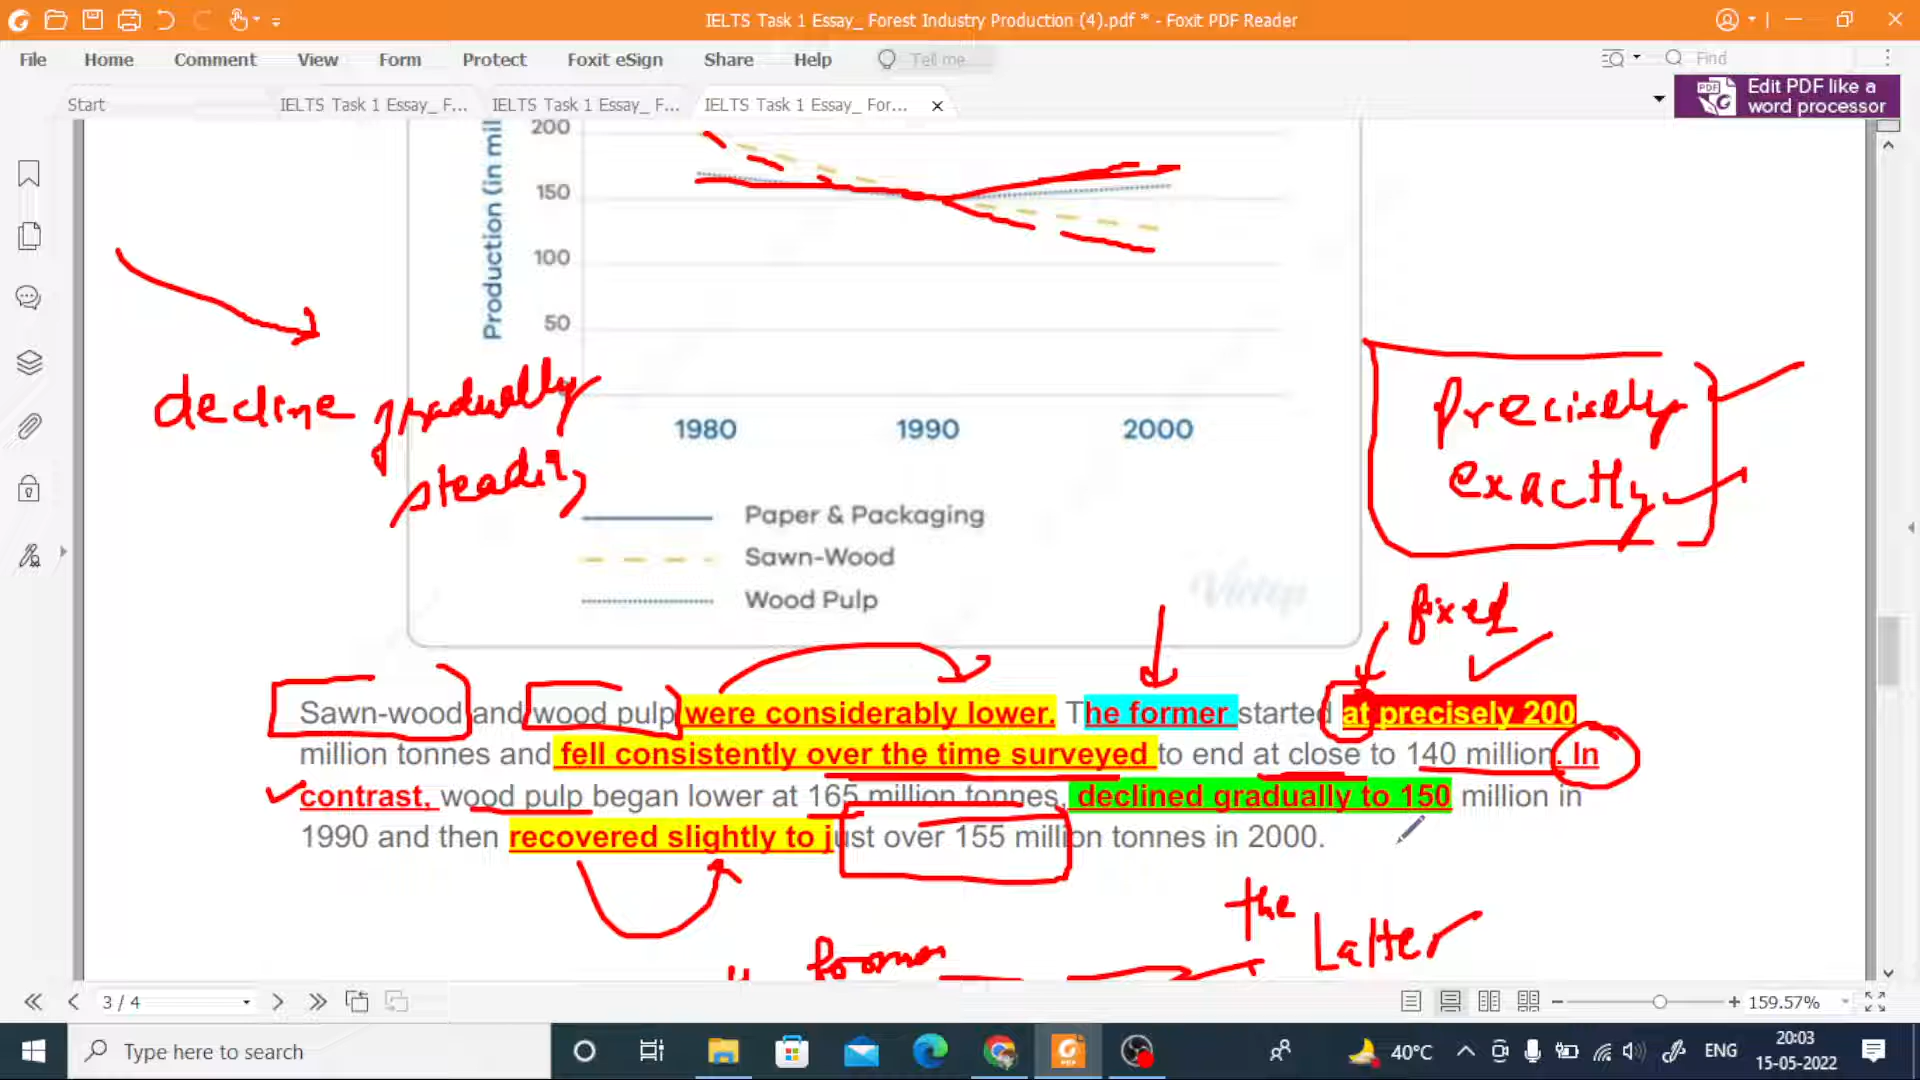 IELTS Task 1 Essay_ Forest Industry Production (4).pdf * - Foxit PDF Reader
File Home Comment View Form Protect Foxit eSign Share Help Tell me Find
Start IELTS Task 1 Essay_ F... IELTS Task 1 Essay_ F... IELTS Task 1 Essay_ For...
Edit PDF like a
word processor
Production (in mil
200
150
100
50
1980 1990 2000
decline gradually
steadily
precisely
exactly
Paper & Packaging
Sawn-Wood
Wood Pulp
fixed
Sawn-wood and wood pulp were considerably lower. The former started at precisely 200
million tonnes and fell consistently over the time surveyed to end at close to 140 million. In
contrast, wood pulp began lower at 165 million tonnes, declined gradually to 150 million in
1990 and then recovered slightly to just over 155 million tonnes in 2000.
the
Latter
former
3 / 4
159.57%
Type here to search
40°C
ENG
20:03
15-05-2022